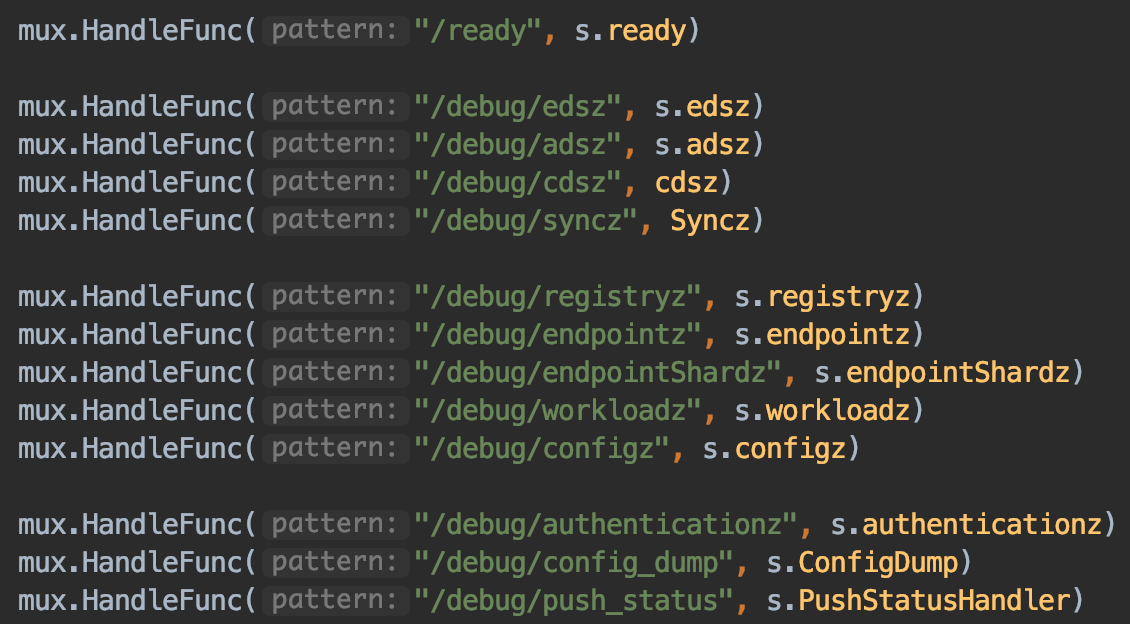 mux.HandleFunc( pattern: "/ready", s.ready)
mux.HandleFunc( pattern: "/debug/edsz", s.edsz)
mux.HandleFunc( pattern: "/debug/adsz", s.adsz)
mux.HandleFunc( pattern: "/debug/cdsz", cdsz)
mux.HandleFunc( pattern: "/debug/syncz", Syncz)
mux.HandleFunc( pattern: "/debug/registryz", s.registryz)
mux.HandleFunc( pattern: "/debug/endpointz", s.endpointz)
mux.HandleFunc( pattern: "/debug/endpointShardz", s.endpointShardz)
mux.HandleFunc( pattern: "/debug/workloadz", s.workloadz)
mux.HandleFunc( pattern: "/debug/configz", s.configz)
mux.HandleFunc( pattern: "/debug/authenticationz", s.authenticationz)
mux.HandleFunc( pattern: "/debug/config_dump", s.ConfigDump)
mux.HandleFunc( pattern: "/debug/push_status", s.PushStatusHandler)